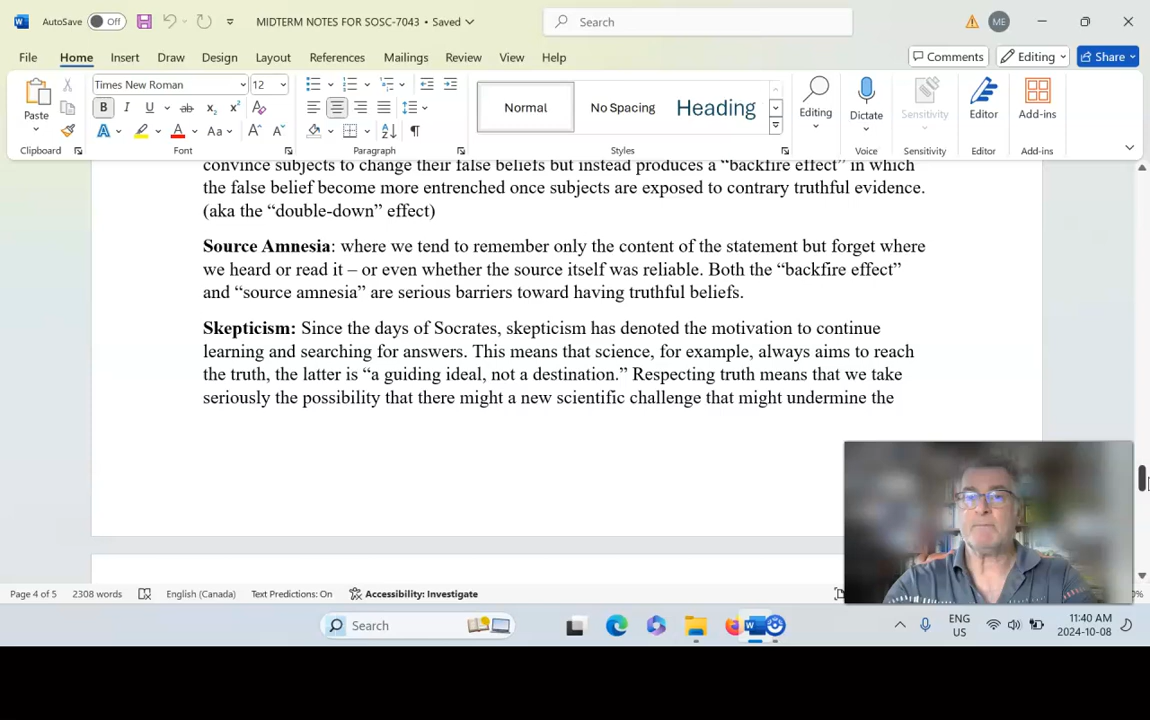 AutoSave Off MIDTERM NOTES FOR SOSC-7043 • Saved Search ME
File Home Insert Draw Design Layout References Mailings Review View Help Comments Editing Share
Times New Roman 12
Paste B I U ab x₂ x² A A Aa A A
Normal No Spacing Heading
Editing Dictate Sensitivity Editor Add-ins
Clipboard Font Paragraph Styles Voice Sensitivity Editor Add-ins
convince subjects to change their false beliefs but instead produces a “backfire effect” in which
the false belief become more entrenched once subjects are exposed to contrary truthful evidence.
(aka the “double-down” effect)
Source Amnesia: where we tend to remember only the content of the statement but forget where
we heard or read it – or even whether the source itself was reliable. Both the “backfire effect”
and “source amnesia” are serious barriers toward having truthful beliefs.
Skepticism: Since the days of Socrates, skepticism has denoted the motivation to continue
learning and searching for answers. This means that science, for example, always aims to reach
the truth, the latter is “a guiding ideal, not a destination.” Respecting truth means that we take
seriously the possibility that there might a new scientific challenge that might undermine the
Page 4 of 5 2308 words English (Canada) Text Predictions: On Accessibility: Investigate 0%
Search
ENG
US
11:40 AM
2024-10-08